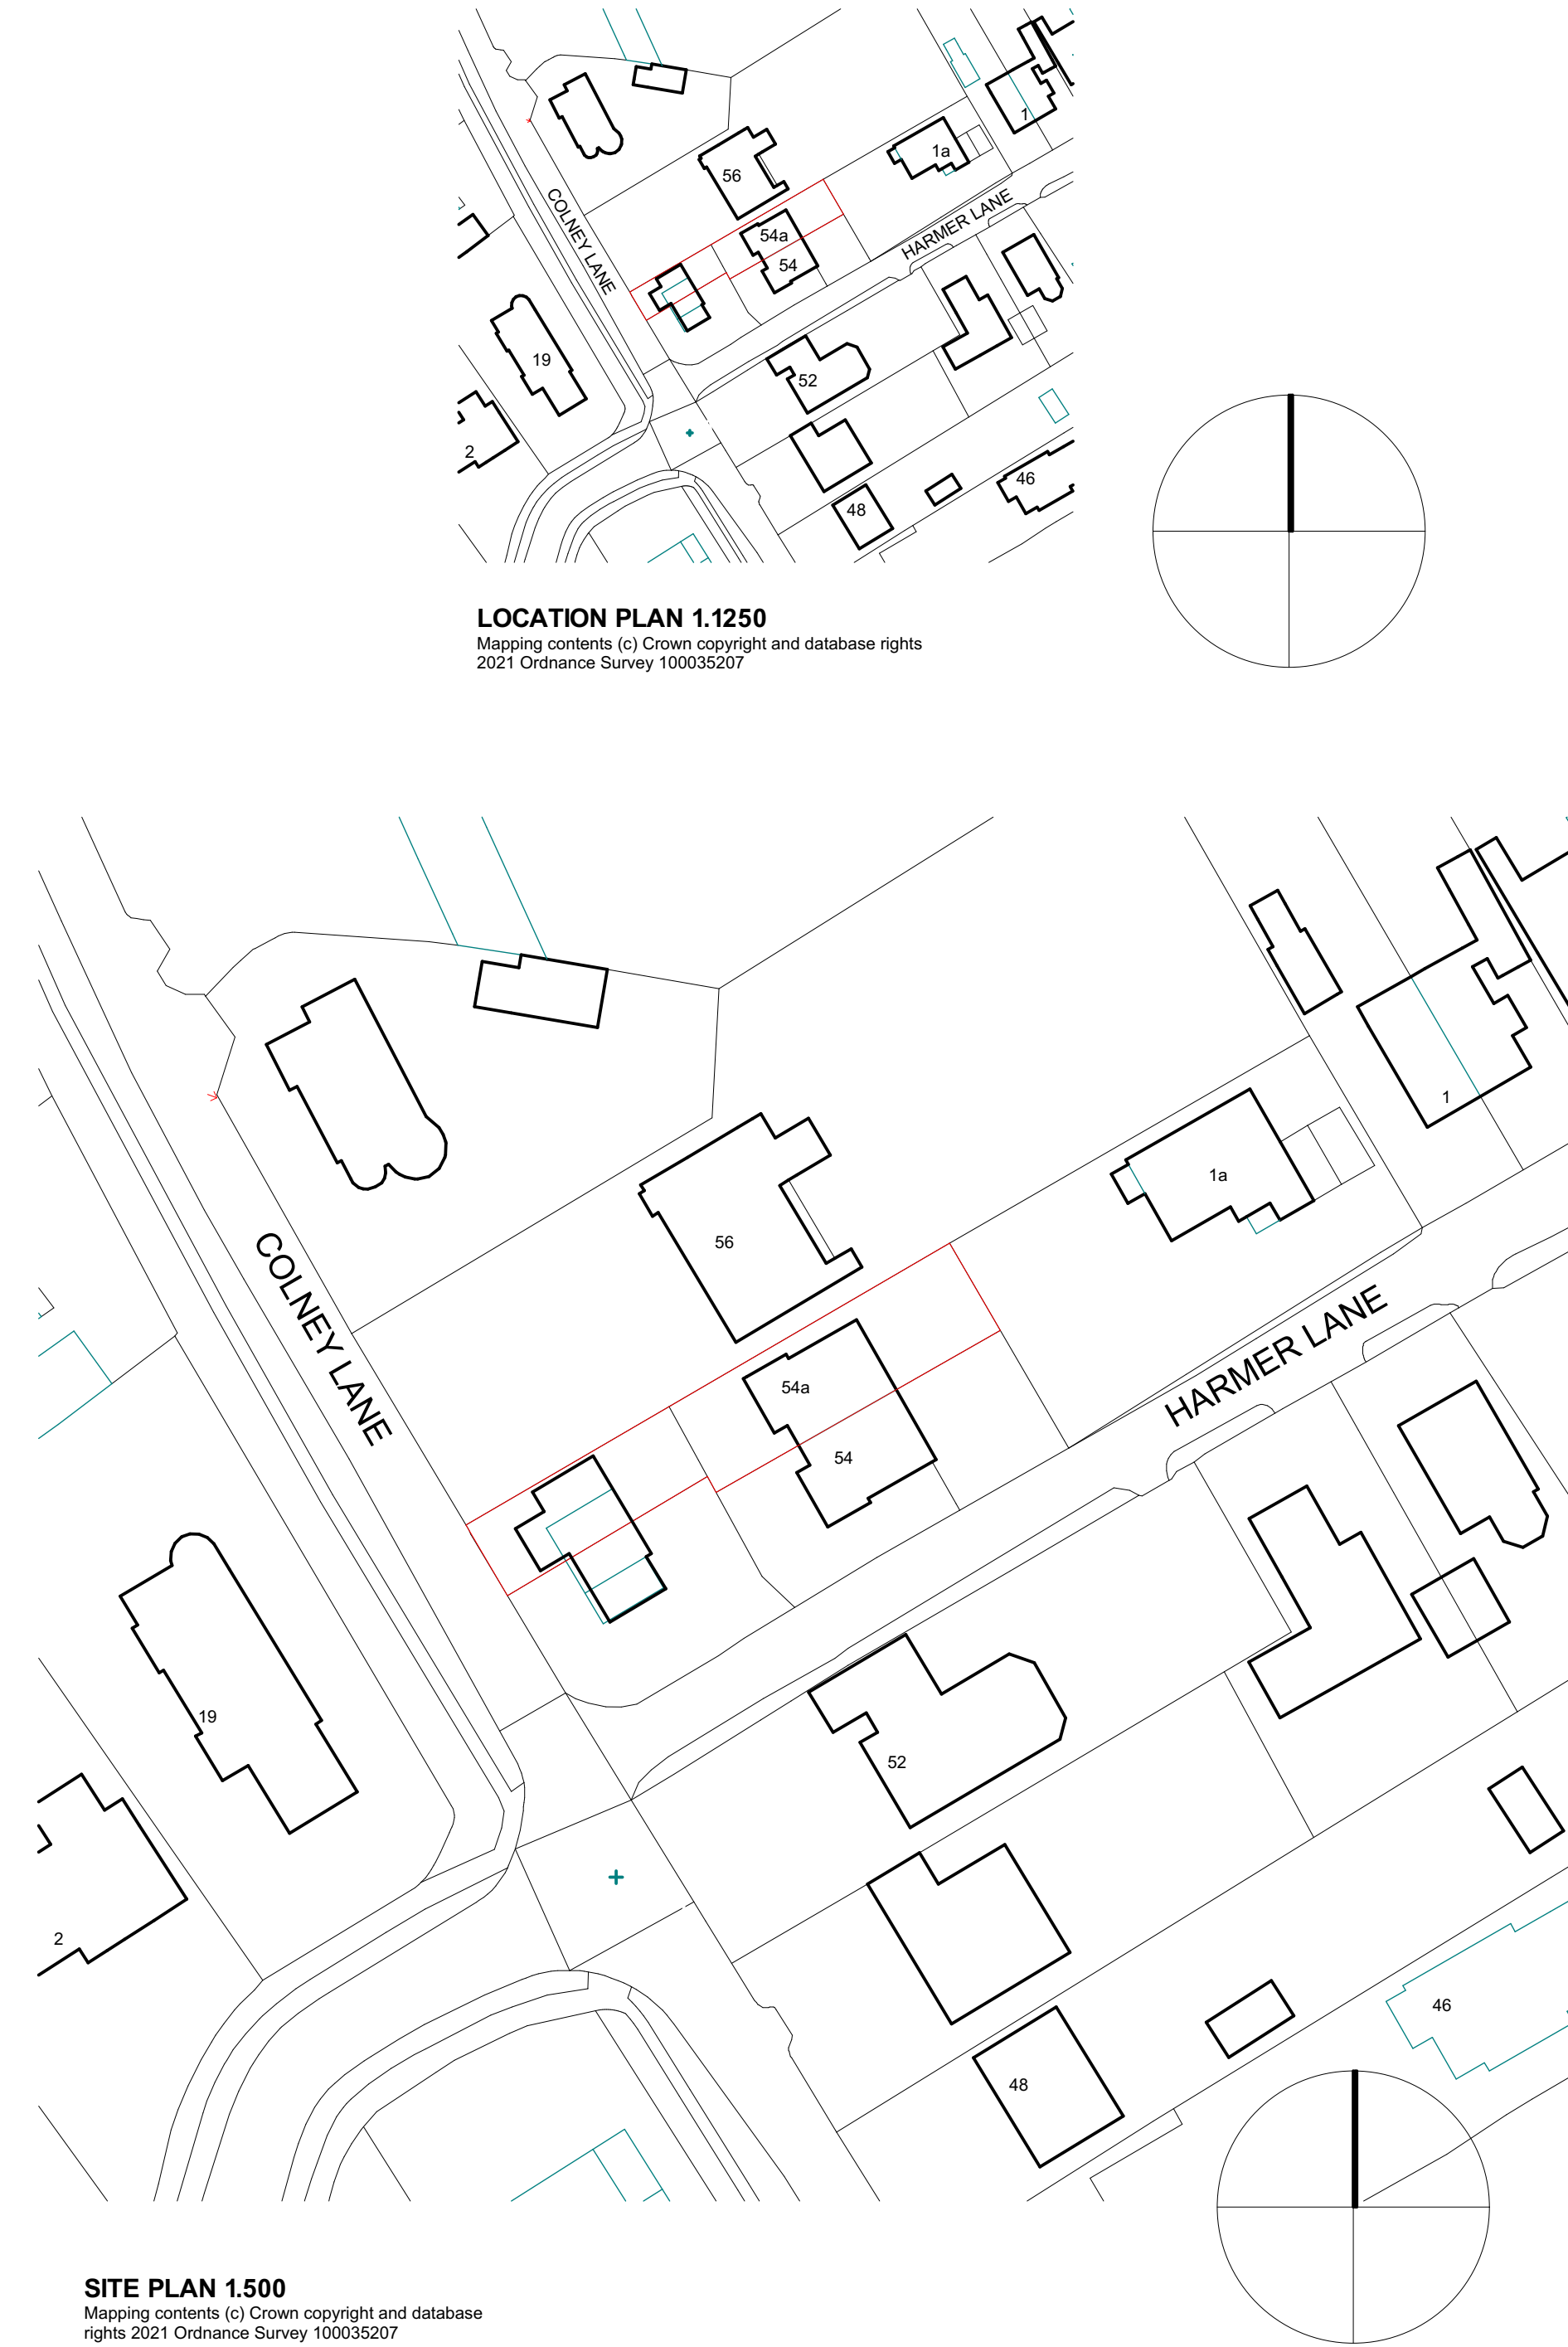 56
1a
1
COLNEY LANE
54a
54
HARMER LANE
19
52
2
46
48
LOCATION PLAN 1.1250
Mapping contents (c) Crown copyright and database rights
2021 Ordnance Survey 100035207
1
1a
56
COLNEY LANE
54a
HARMER LANE
54
19
52
2
46
48
SITE PLAN 1.500
Mapping contents (c) Crown copyright and database
rights 2021 Ordnance Survey 100035207